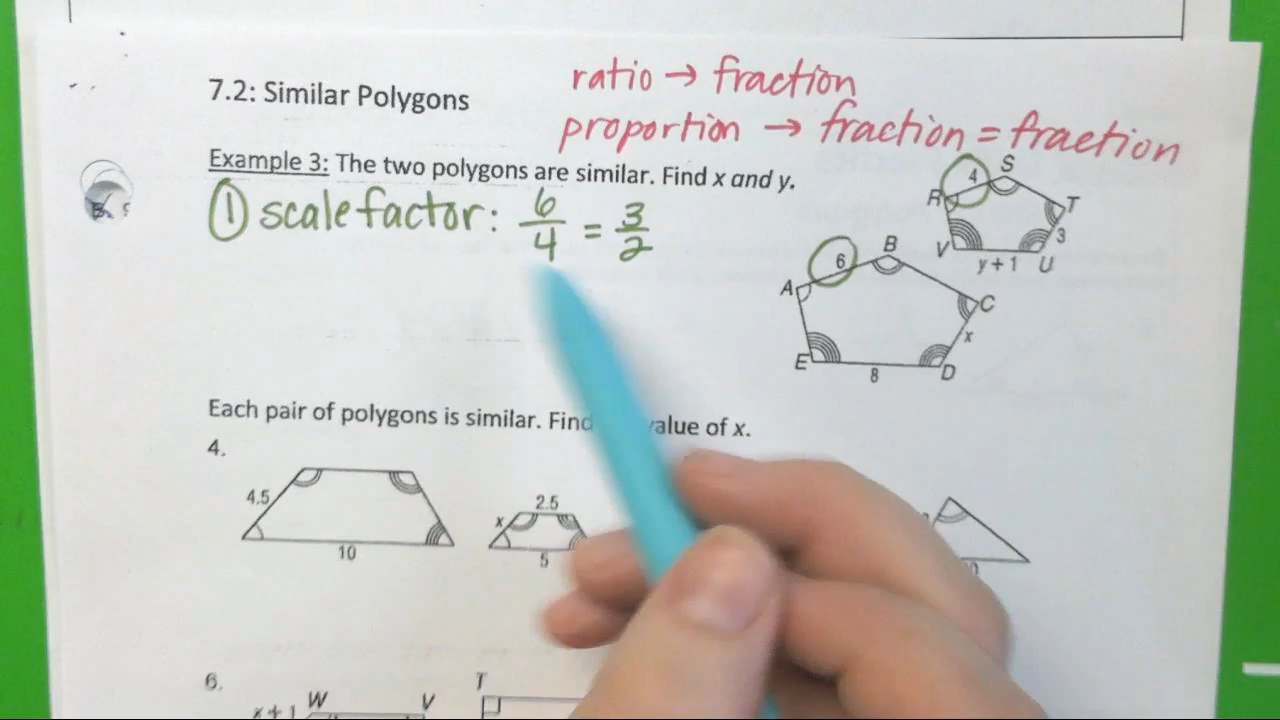 7.2: Similar Polygons
ratio → fraction
proportion → fraction = fraction
Example 3: The two polygons are similar. Find x and y.
① scale factor: 6/4 = 3/2
R 4 S
T
3
V y+1 U
A 6 B
C
x
E 8 D
Each pair of polygons is similar. Find alue of x.
4.
4.5
10
2.5
x
5
6.
W V T
x+1